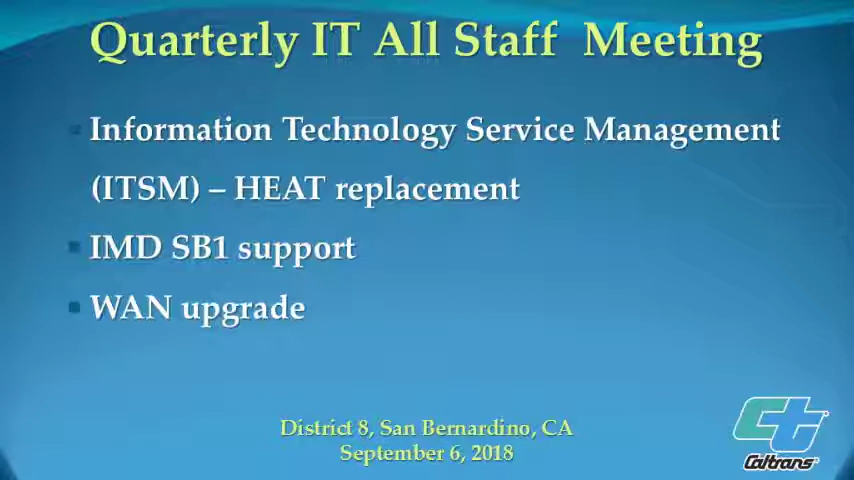 Quarterly IT All Staff Meeting
Information Technology Service Management
(ITSM) – HEAT replacement
IMD SB1 support
WAN upgrade
District 8, San Bernardino, CA
September 6, 2018
Caltrans